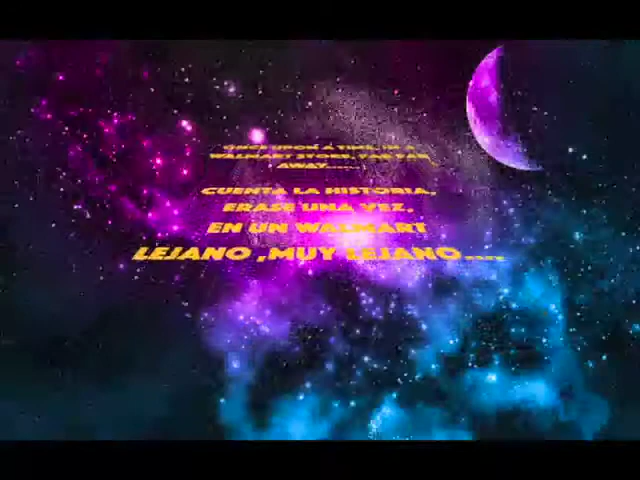 ONCE UPON A TIME, IN A
WALMART STORE, FAR FAR
AWAY......
CUENTA LA HISTORIA,
ERASE UNA VEZ,
EN UN WALMART
LEJANO ,MUY LEJANO....